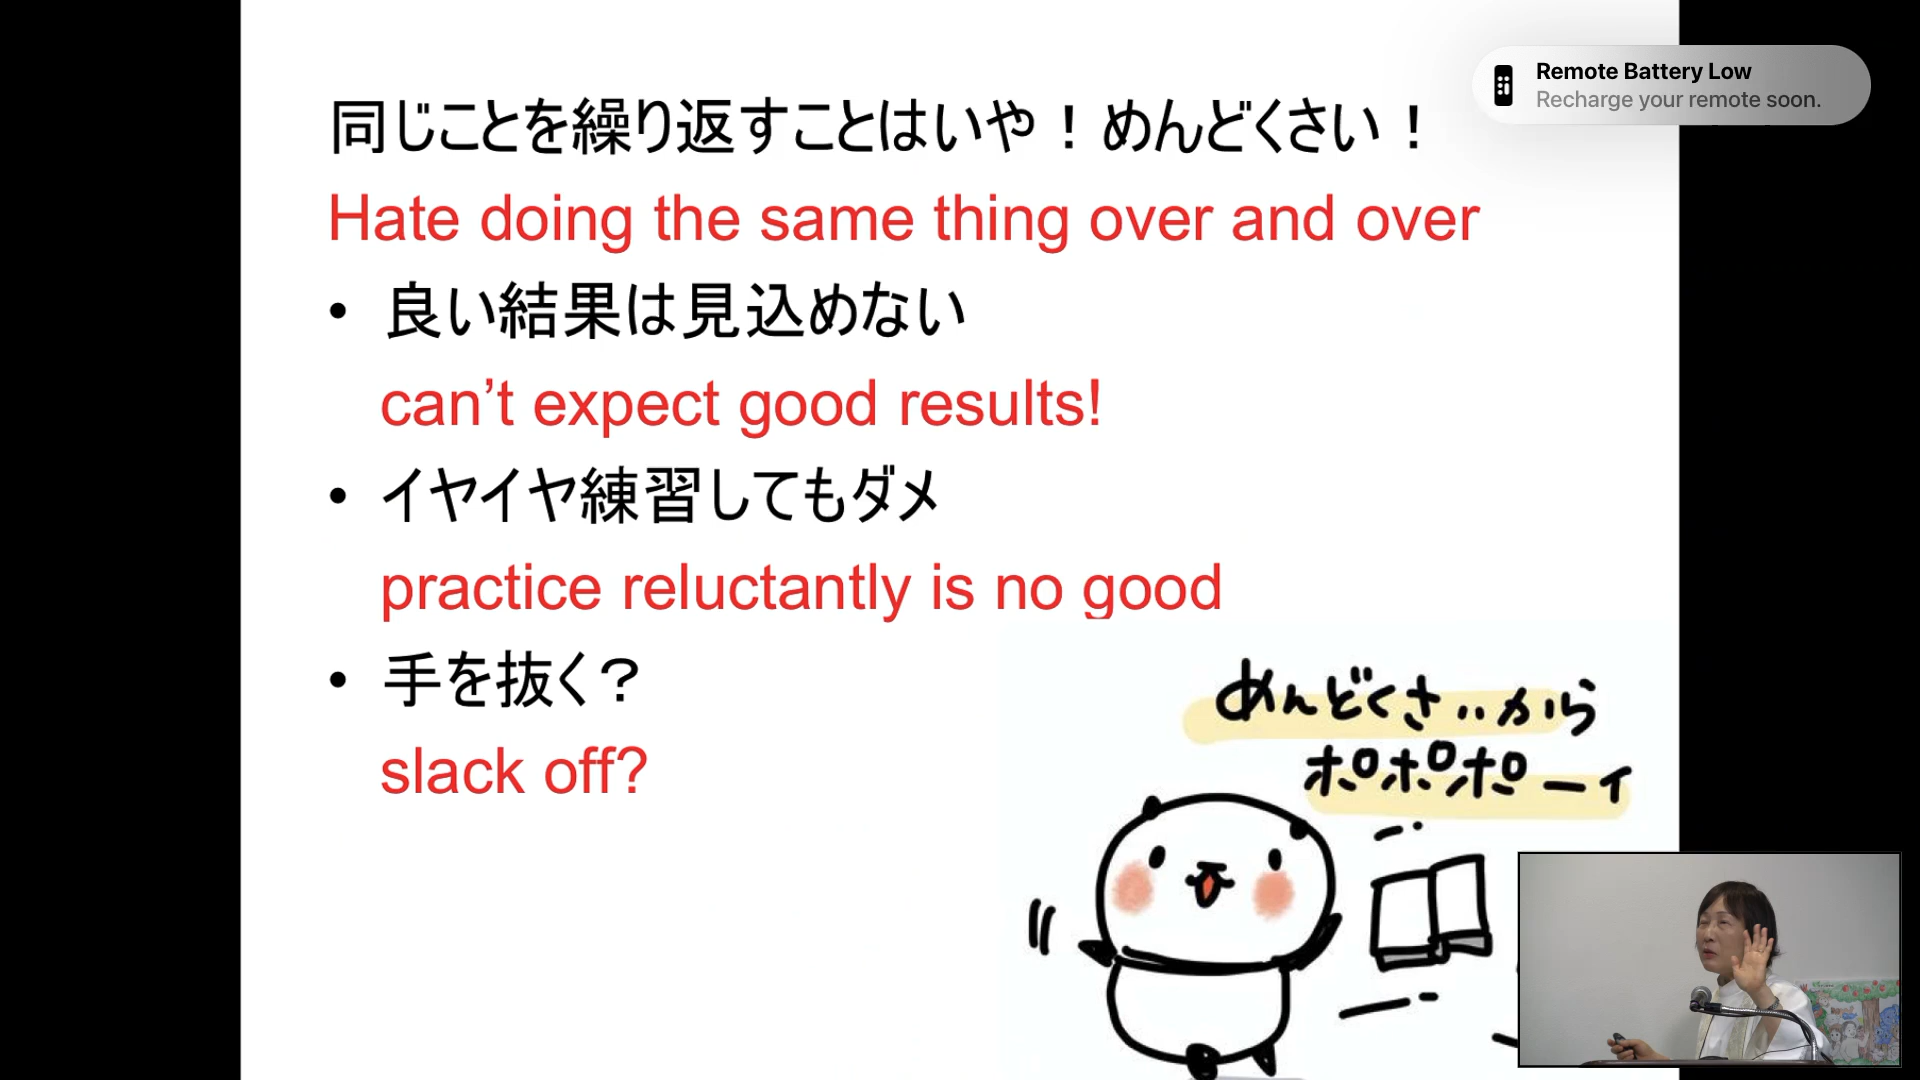 Remote Battery Low
Recharge your remote soon.
同じことを繰り返すことはいや！めんどくさい！
Hate doing the same thing over and over
• 良い結果は見込めない
can’t expect good results!
• イヤイヤ練習してもダメ
practice reluctantly is no good
• 手を抜く？
slack off?
めんどくさいから
ポポポーイ